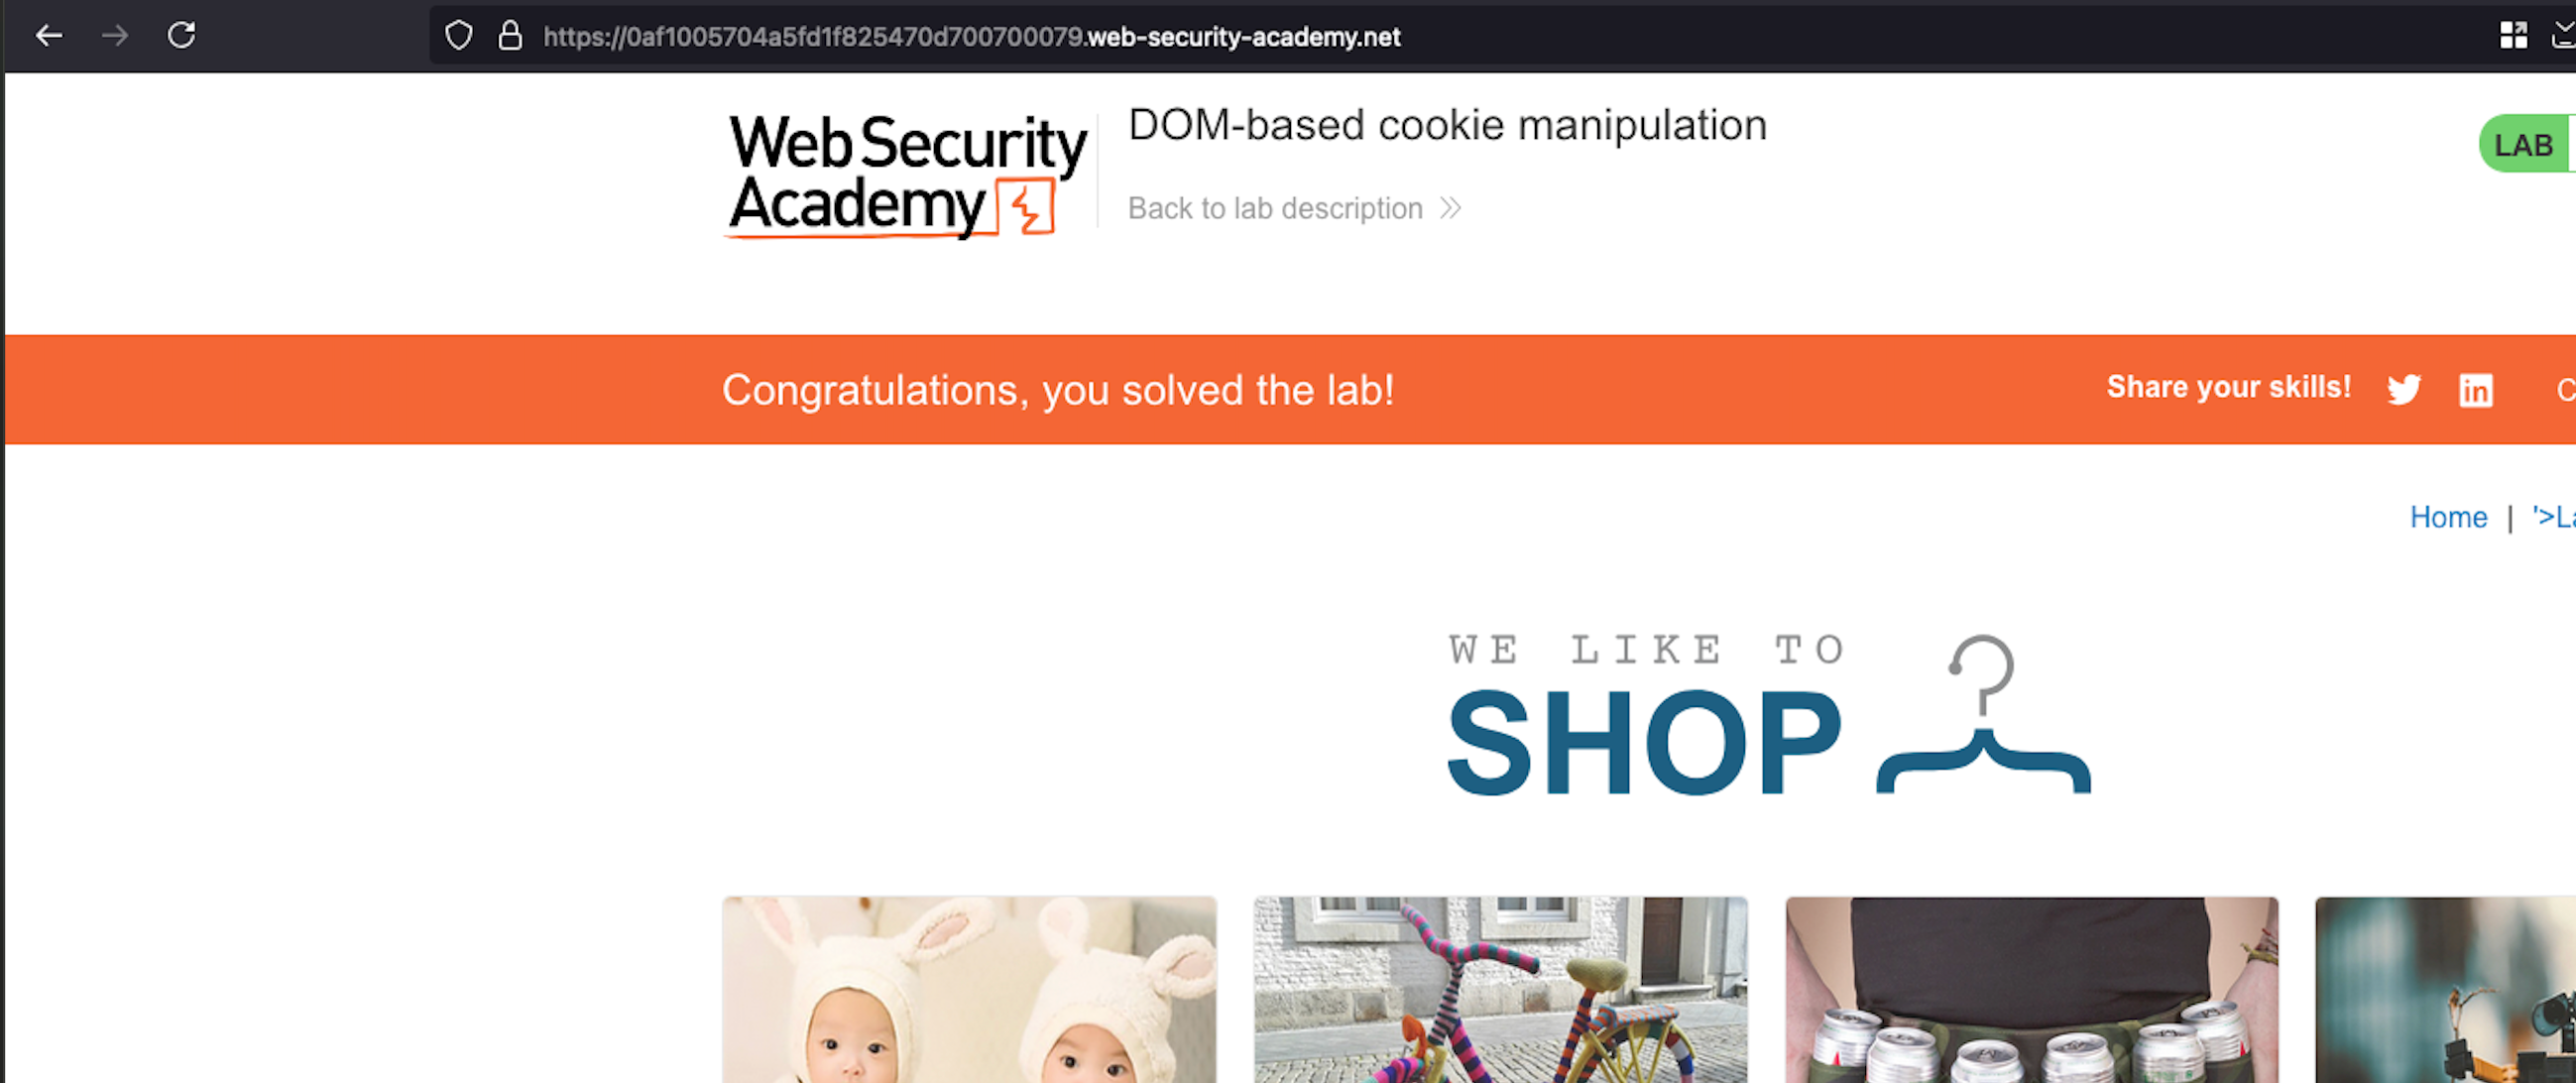 https://0af1005704a5fd1f825470d700700079.web-security-academy.net
Web Security
Academy
DOM-based cookie manipulation
Back to lab description
LAB
Congratulations, you solved the lab!
Share your skills!
Home | '>La
WE LIKE TO
SHOP